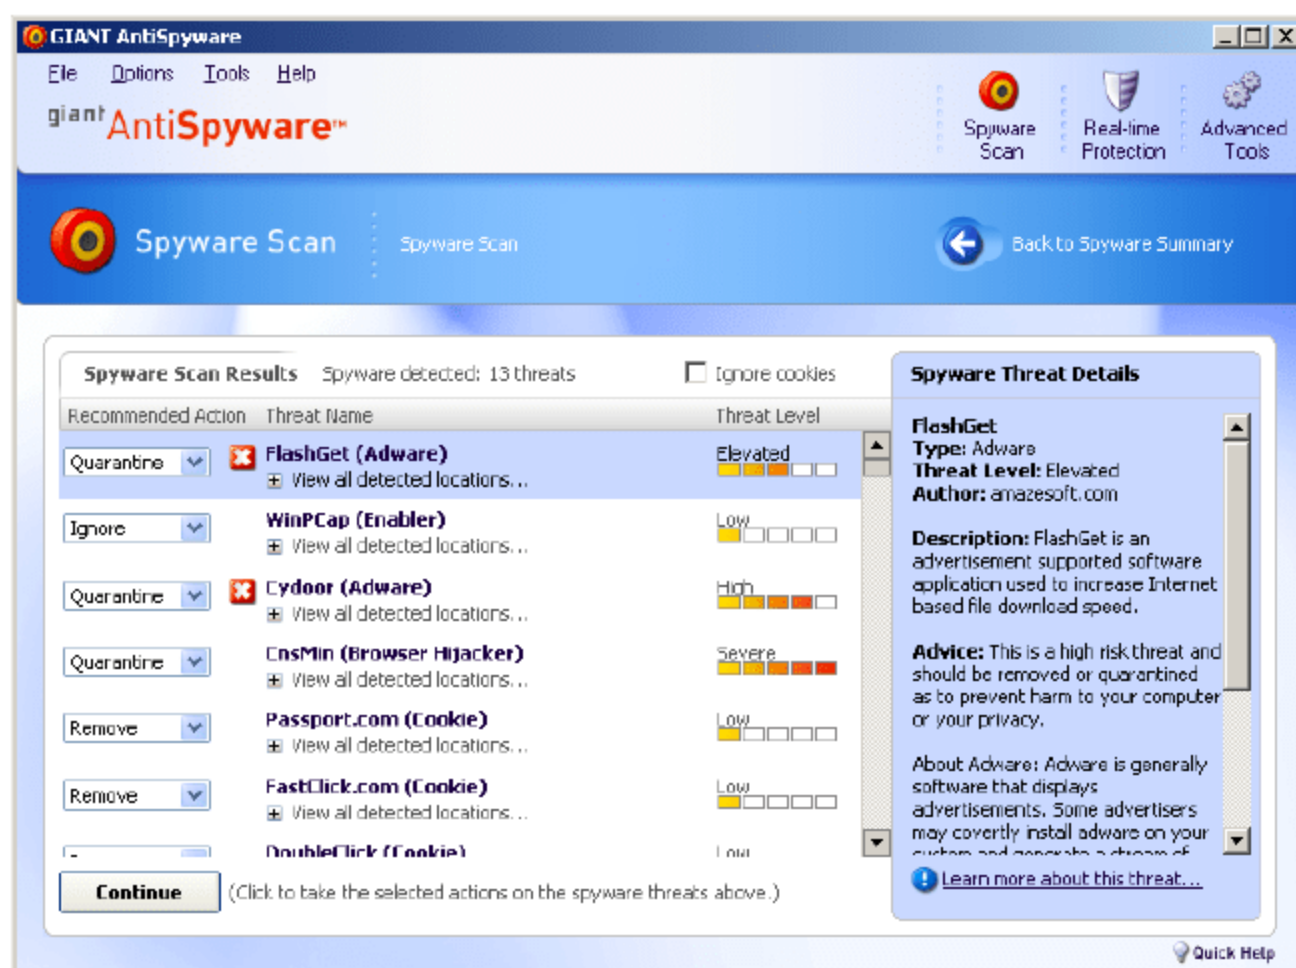 GIANT AntiSpyware
File Options Tools Help
giant AntiSpyware™
Spyware Scan
Real-time Protection
Advanced Tools
Spyware Scan
Spyware Scan
Back to Spyware Summary
Spyware Scan Results Spyware detected: 13 threats Ignore cookies
Recommended Action Threat Name Threat Level
Quarantine FlashGet (Adware) Elevated
View all detected locations...
Ignore WinPCap (Enabler) Low
View all detected locations...
Quarantine Cydoor (Adware) High
View all detected locations...
Quarantine CnsMin (Browser Hijacker) Severe
View all detected locations...
Remove Passport.com (Cookie) Low
View all detected locations...
Remove FastClick.com (Cookie) Low
View all detected locations...
DoubleClick (Cookie) Low
Continue (Click to take the selected actions on the spyware threats above.)
Spyware Threat Details
FlashGet
Type: Adware
Threat Level: Elevated
Author: amazesoft.com
Description: FlashGet is an
advertisement supported software
application used to increase Internet
based file download speed.
Advice: This is a high risk threat and
should be removed or quarantined
as to prevent harm to your computer
or your privacy.
About Adware: Adware is generally
software that displays
advertisements. Some advertisers
may covertly install adware on your
system and generate a stream of
Learn more about this threat...
Quick Help